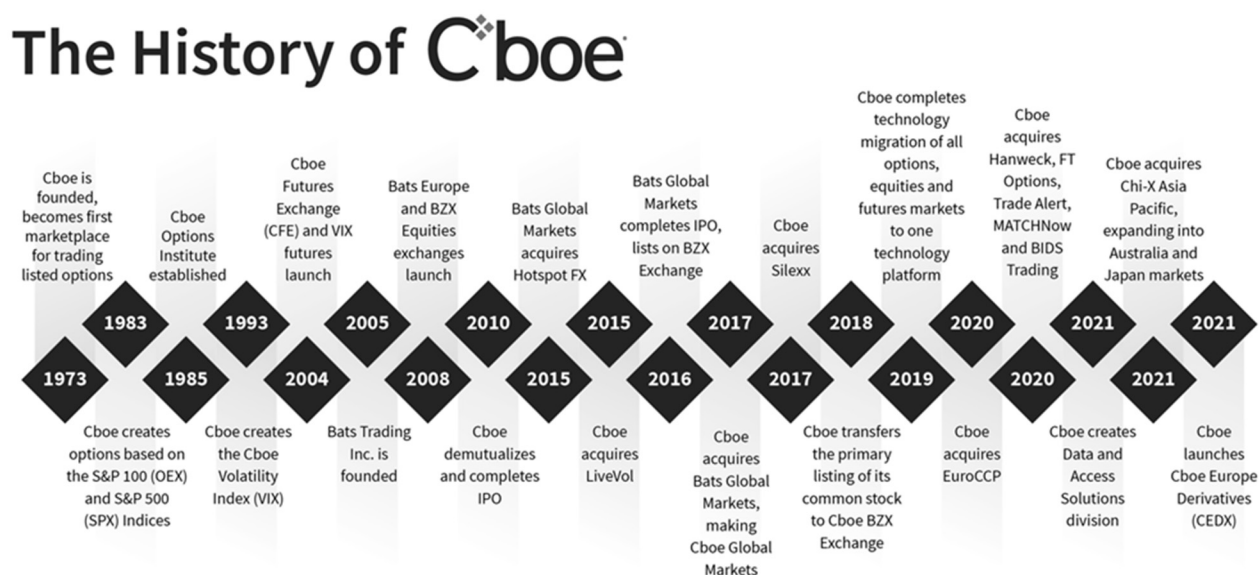 The History of Cboe
Cboe is
founded,
becomes first
marketplace
for trading
listed options
1973
1983
Cboe creates
options based on
the S&P 100 (OEX)
and S&P 500
(SPX) Indices
Cboe
Options
Institute
established
1985
1993
Cboe creates
the Cboe
Volatility
Index (VIX)
Cboe
Futures
Exchange
(CFE) and VIX
futures
launch
2004
2005
Bats Trading
Inc. is
founded
Bats Europe
and BZX
Equities
exchanges
launch
2008
2010
Cboe
demutualizes
and completes
IPO
Bats Global
Markets
acquires
Hotspot FX
2015
2015
Cboe
acquires
LiveVol
Bats Global
Markets
completes IPO,
lists on BZX
Exchange
2016
2017
Cboe
acquires
Bats Global
Markets,
making
Cboe Global
Markets
Cboe
acquires
Silexx
2017
2018
Cboe transfers
the primary
listing of its
common stock
to Cboe BZX
Exchange
Cboe completes
technology
migration of all
options,
equities and
futures markets
to one
technology
platform
2019
2020
Cboe
acquires
EuroCCP
Cboe
acquires
Hanweck, FT
Options,
Trade Alert,
MATCHNow
and BIDS
Trading
2020
2021
Cboe creates
Data and
Access
Solutions
division
Cboe acquires
Chi-X Asia
Pacific,
expanding into
Australia and
Japan markets
2021
2021
Cboe
launches
Cboe Europe
Derivatives
(CEDX)